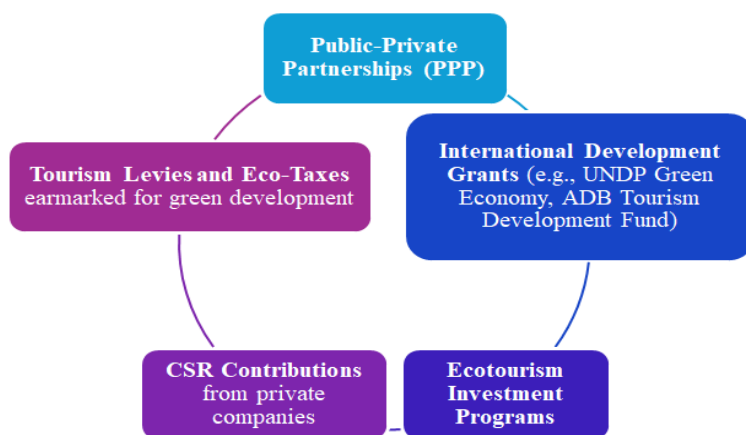 Public-Private
Partnerships (PPP)
International Development
Grants (e.g., UNDP Green
Economy, ADB Tourism
Development Fund)
Ecotourism
Investment
Programs
CSR Contributions
from private
companies
Tourism Levies and Eco-Taxes
earmarked for green development